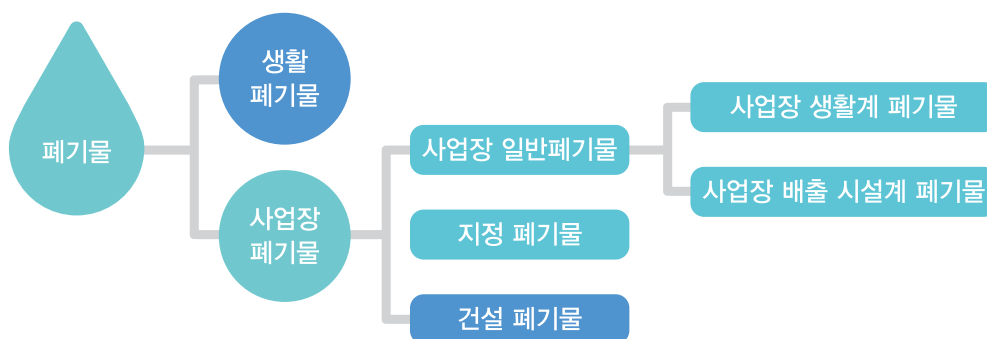 폐기물
생활
폐기물
사업장
폐기물
사업장 일반폐기물
지정 폐기물
건설 폐기물
사업장 생활계 폐기물
사업장 배출 시설계 폐기물